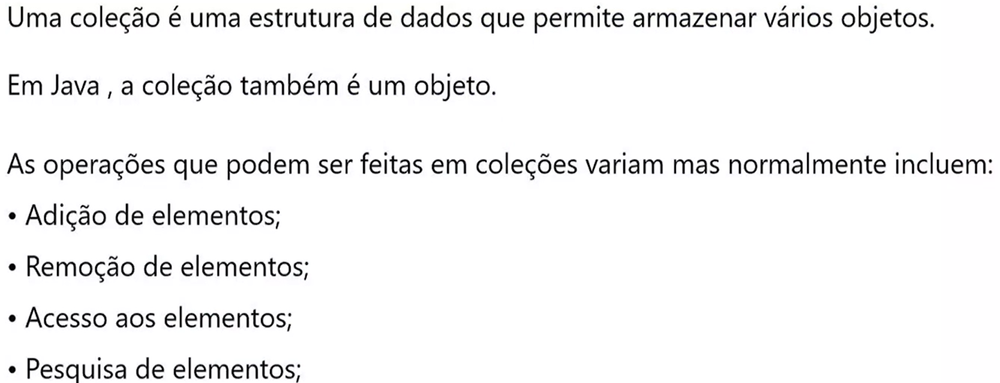 Uma coleção é uma estrutura de dados que permite armazenar vários objetos.
Em Java , a coleção também é um objeto.
As operações que podem ser feitas em coleções variam mas normalmente incluem:
• Adição de elementos;
• Remoção de elementos;
• Acesso aos elementos;
• Pesquisa de elementos;